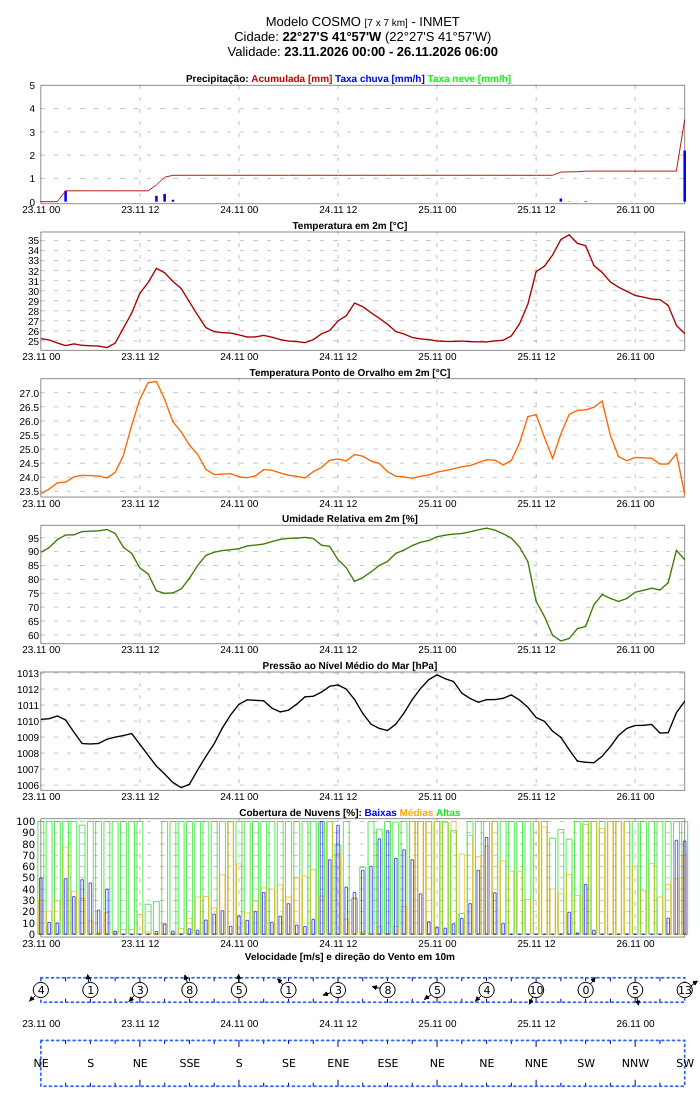 Modelo COSMO [7 x 7 km] - INMET
Cidade: 22°27'S 41°57'W (22°27'S 41°57'W)
Validade: 23.11.2026 00:00 - 26.11.2026 06:00
Precipitação: Acumulada [mm] Taxa chuva [mm/h] Taxa neve [mm/h]
5
4
3
2
1
0
23.11 00 23.11 12 24.11 00 24.11 12 25.11 00 25.11 12 26.11 00
Temperatura em 2m [°C]
35
34
33
32
31
30
29
28
27
26
25
23.11 00 23.11 12 24.11 00 24.11 12 25.11 00 25.11 12 26.11 00
Temperatura Ponto de Orvalho em 2m [°C]
27.0
26.5
26.0
25.5
25.0
24.5
24.0
23.5
23.11 00 23.11 12 24.11 00 24.11 12 25.11 00 25.11 12 26.11 00
Umidade Relativa em 2m [%]
95
90
85
80
75
70
65
60
23.11 00 23.11 12 24.11 00 24.11 12 25.11 00 25.11 12 26.11 00
Pressão ao Nível Médio do Mar [hPa]
1013
1012
1011
1010
1009
1008
1007
1006
23.11 00 23.11 12 24.11 00 24.11 12 25.11 00 25.11 12 26.11 00
Cobertura de Nuvens [%]: Baixas Médias Altas
100
90
80
70
60
50
40
30
20
10
0
23.11 00 23.11 12 24.11 00 24.11 12 25.11 00 25.11 12 26.11 00
Velocidade [m/s] e direção do Vento em 10m
4 1 3 8 5 1 3 8 5 4 10 0 5 13
23.11 00 23.11 12 24.11 00 24.11 12 25.11 00 25.11 12 26.11 00
NE S NE SSE S SE ENE ESE NE NE NNE SW NNW SW